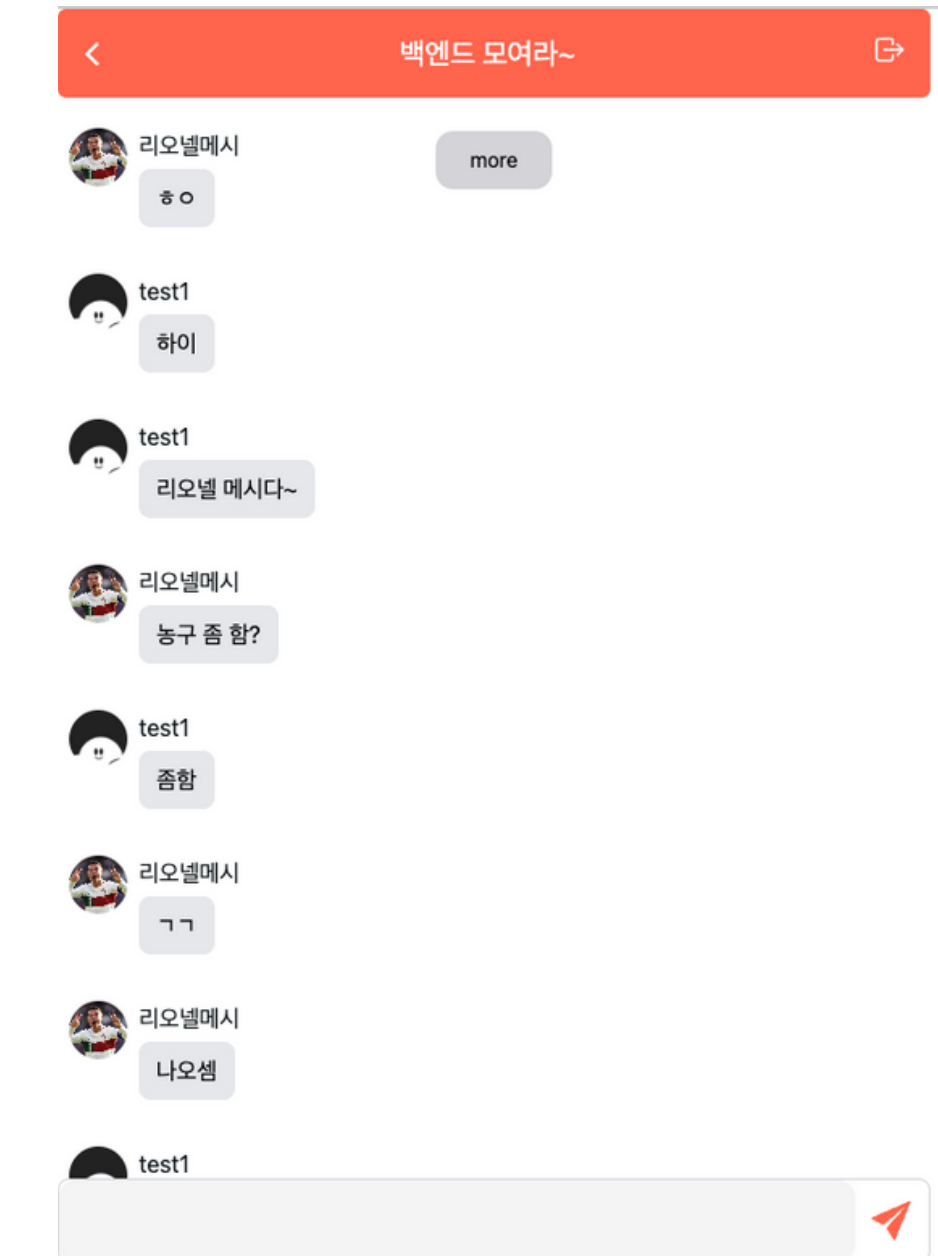 백엔드 모여라~
리오넬메시
more
ㅎㅇ
test1
하이
test1
리오넬 메시다~
리오넬메시
농구 좀 함?
test1
좀함
리오넬메시
ㄱㄱ
리오넬메시
나오셈
test1